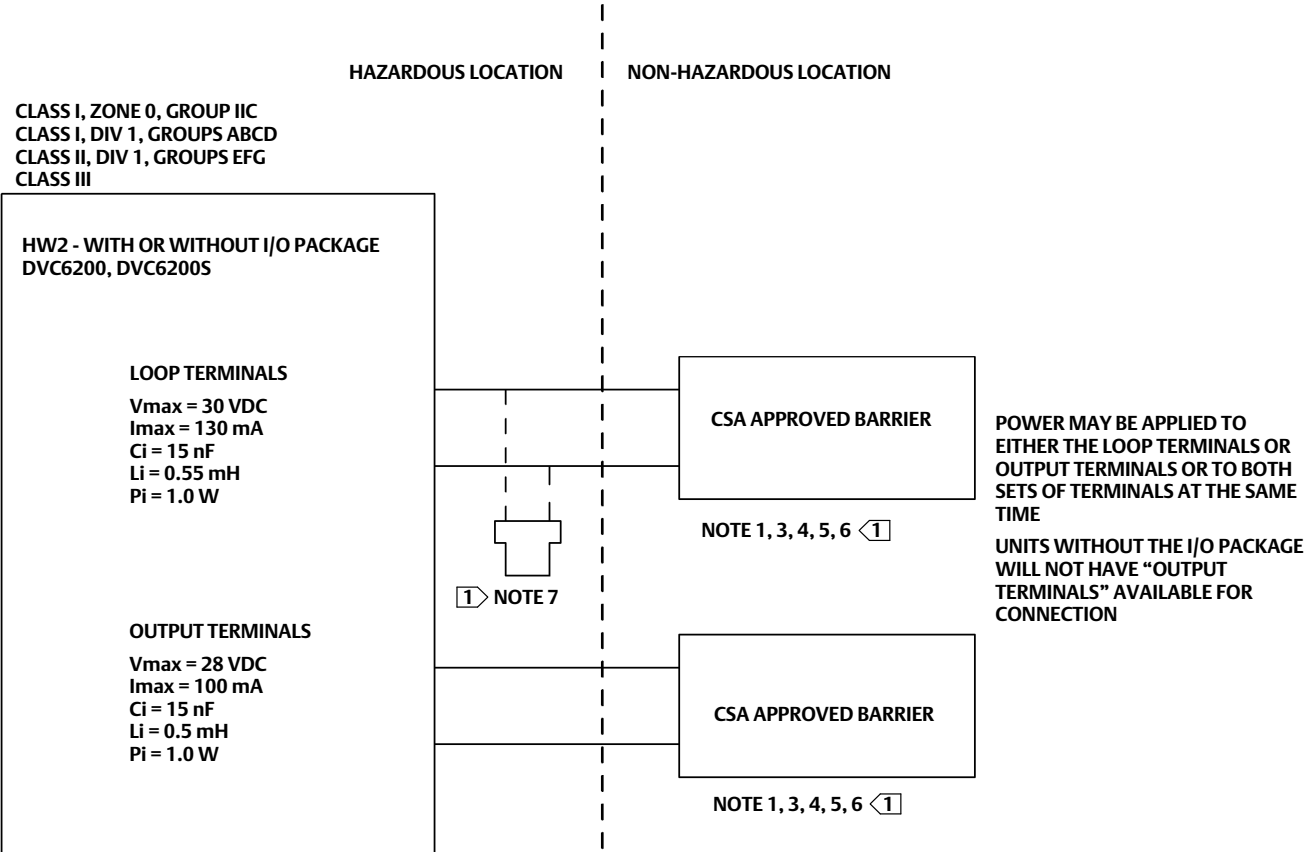 HAZARDOUS LOCATION
NON-HAZARDOUS LOCATION
CLASS I, ZONE 0, GROUP IIC
CLASS I, DIV 1, GROUPS ABCD
CLASS II, DIV 1, GROUPS EFG
CLASS III
HW2 - WITH OR WITHOUT I/O PACKAGE
DVC6200, DVC6200S
LOOP TERMINALS
Vmax = 30 VDC
Imax = 130 mA
Ci = 15 nF
Li = 0.55 mH
Pi = 1.0 W
CSA APPROVED BARRIER
NOTE 1, 3, 4, 5, 6 1
1 NOTE 7
POWER MAY BE APPLIED TO
EITHER THE LOOP TERMINALS OR
OUTPUT TERMINALS OR TO BOTH
SETS OF TERMINALS AT THE SAME
TIME
UNITS WITHOUT THE I/O PACKAGE
WILL NOT HAVE “OUTPUT
TERMINALS” AVAILABLE FOR
CONNECTION
OUTPUT TERMINALS
Vmax = 28 VDC
Imax = 100 mA
Ci = 15 nF
Li = 0.5 mH
Pi = 1.0 W
CSA APPROVED BARRIER
NOTE 1, 3, 4, 5, 6 1